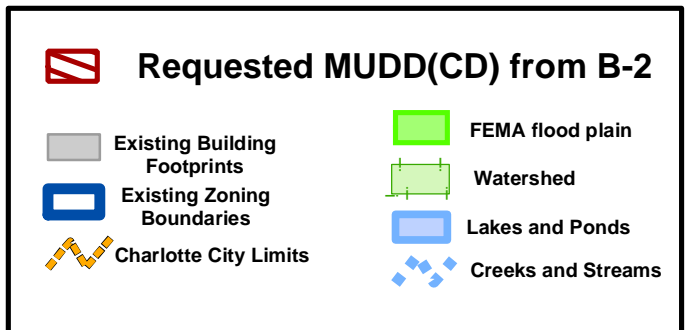 Requested MUDD(CD) from B-2
Existing Building
Footprints
Existing Zoning
Boundaries
Charlotte City Limits
FEMA flood plain
Watershed
Lakes and Ponds
Creeks and Streams